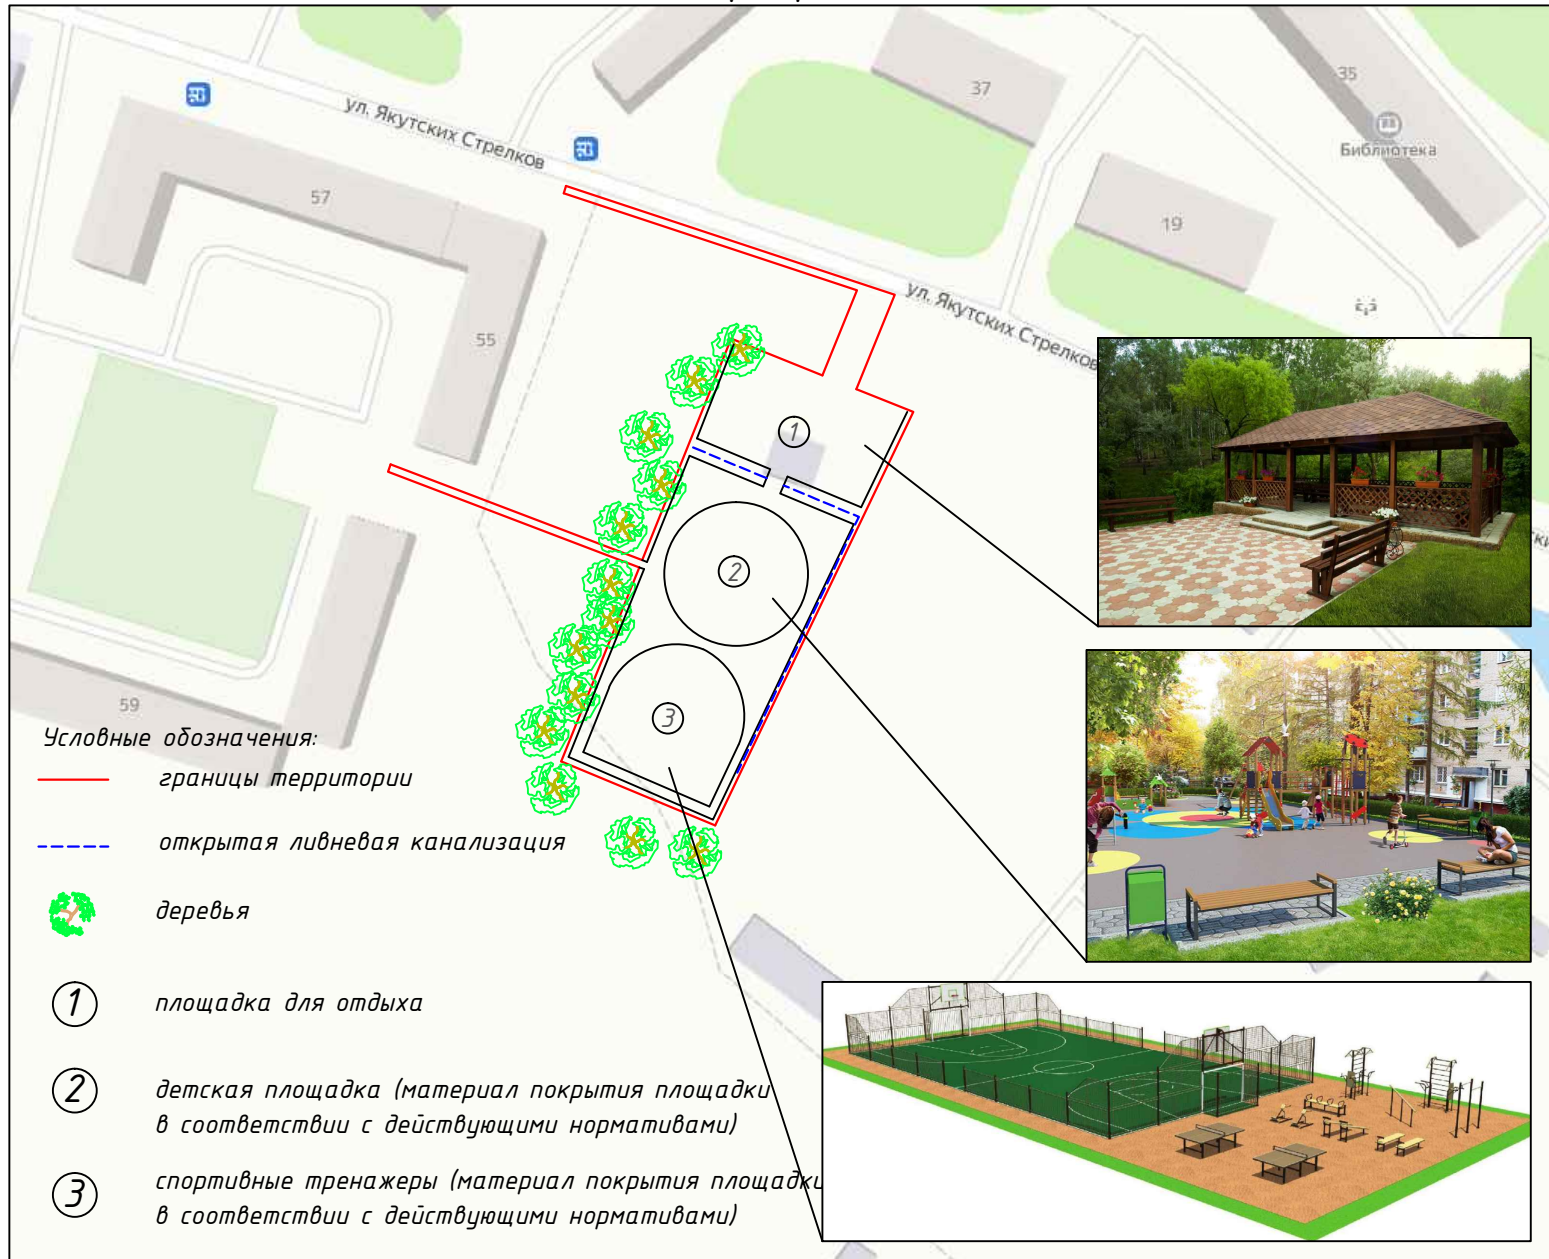 ул. Якутских Стрелков
37
35
Библиотека
57
19
ул. Якутских Стрелков
55
1
2
59
3
Условные обозначения:
границы территории
открытая ливневая канализация
деревья
1 площадка для отдыха
2 детская площадка (материал покрытия площадки
в соответствии с действующими нормативами)
3 спортивные тренажеры (материал покрытия площадки
в соответствии с действующими нормативами)